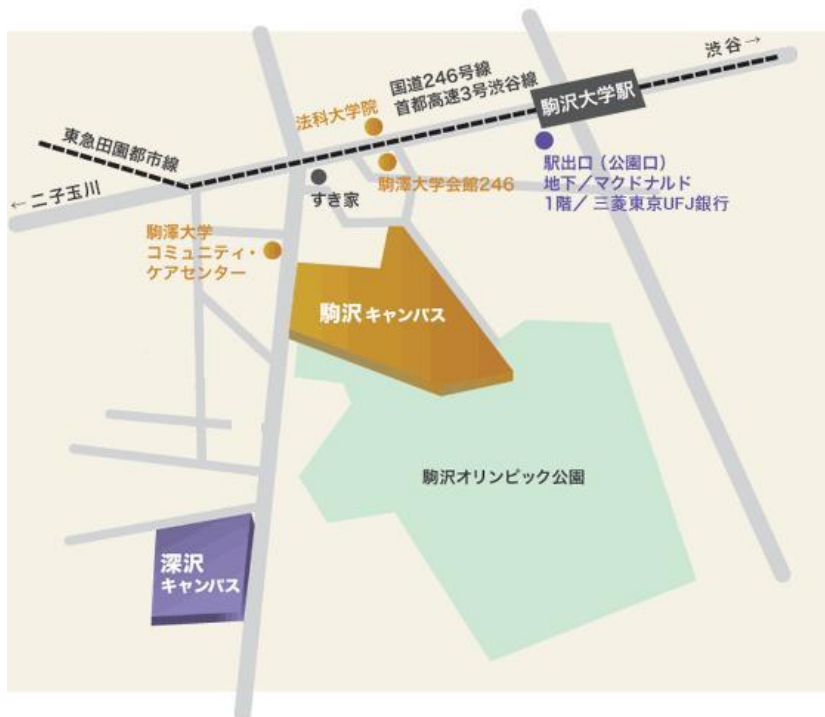 渋谷→
国道246号線
首都高速3号渋谷線
駒沢大学駅
法科大学院
東急田園都市線
駅出口（公園口）
地下／マクドナルド
1階／三菱東京UFJ銀行
駒澤大学会館246
すき家
←二子玉川
駒澤大学
コミュニティ・
ケアセンター
駒沢キャンパス
駒沢オリンピック公園
深沢
キャンパス